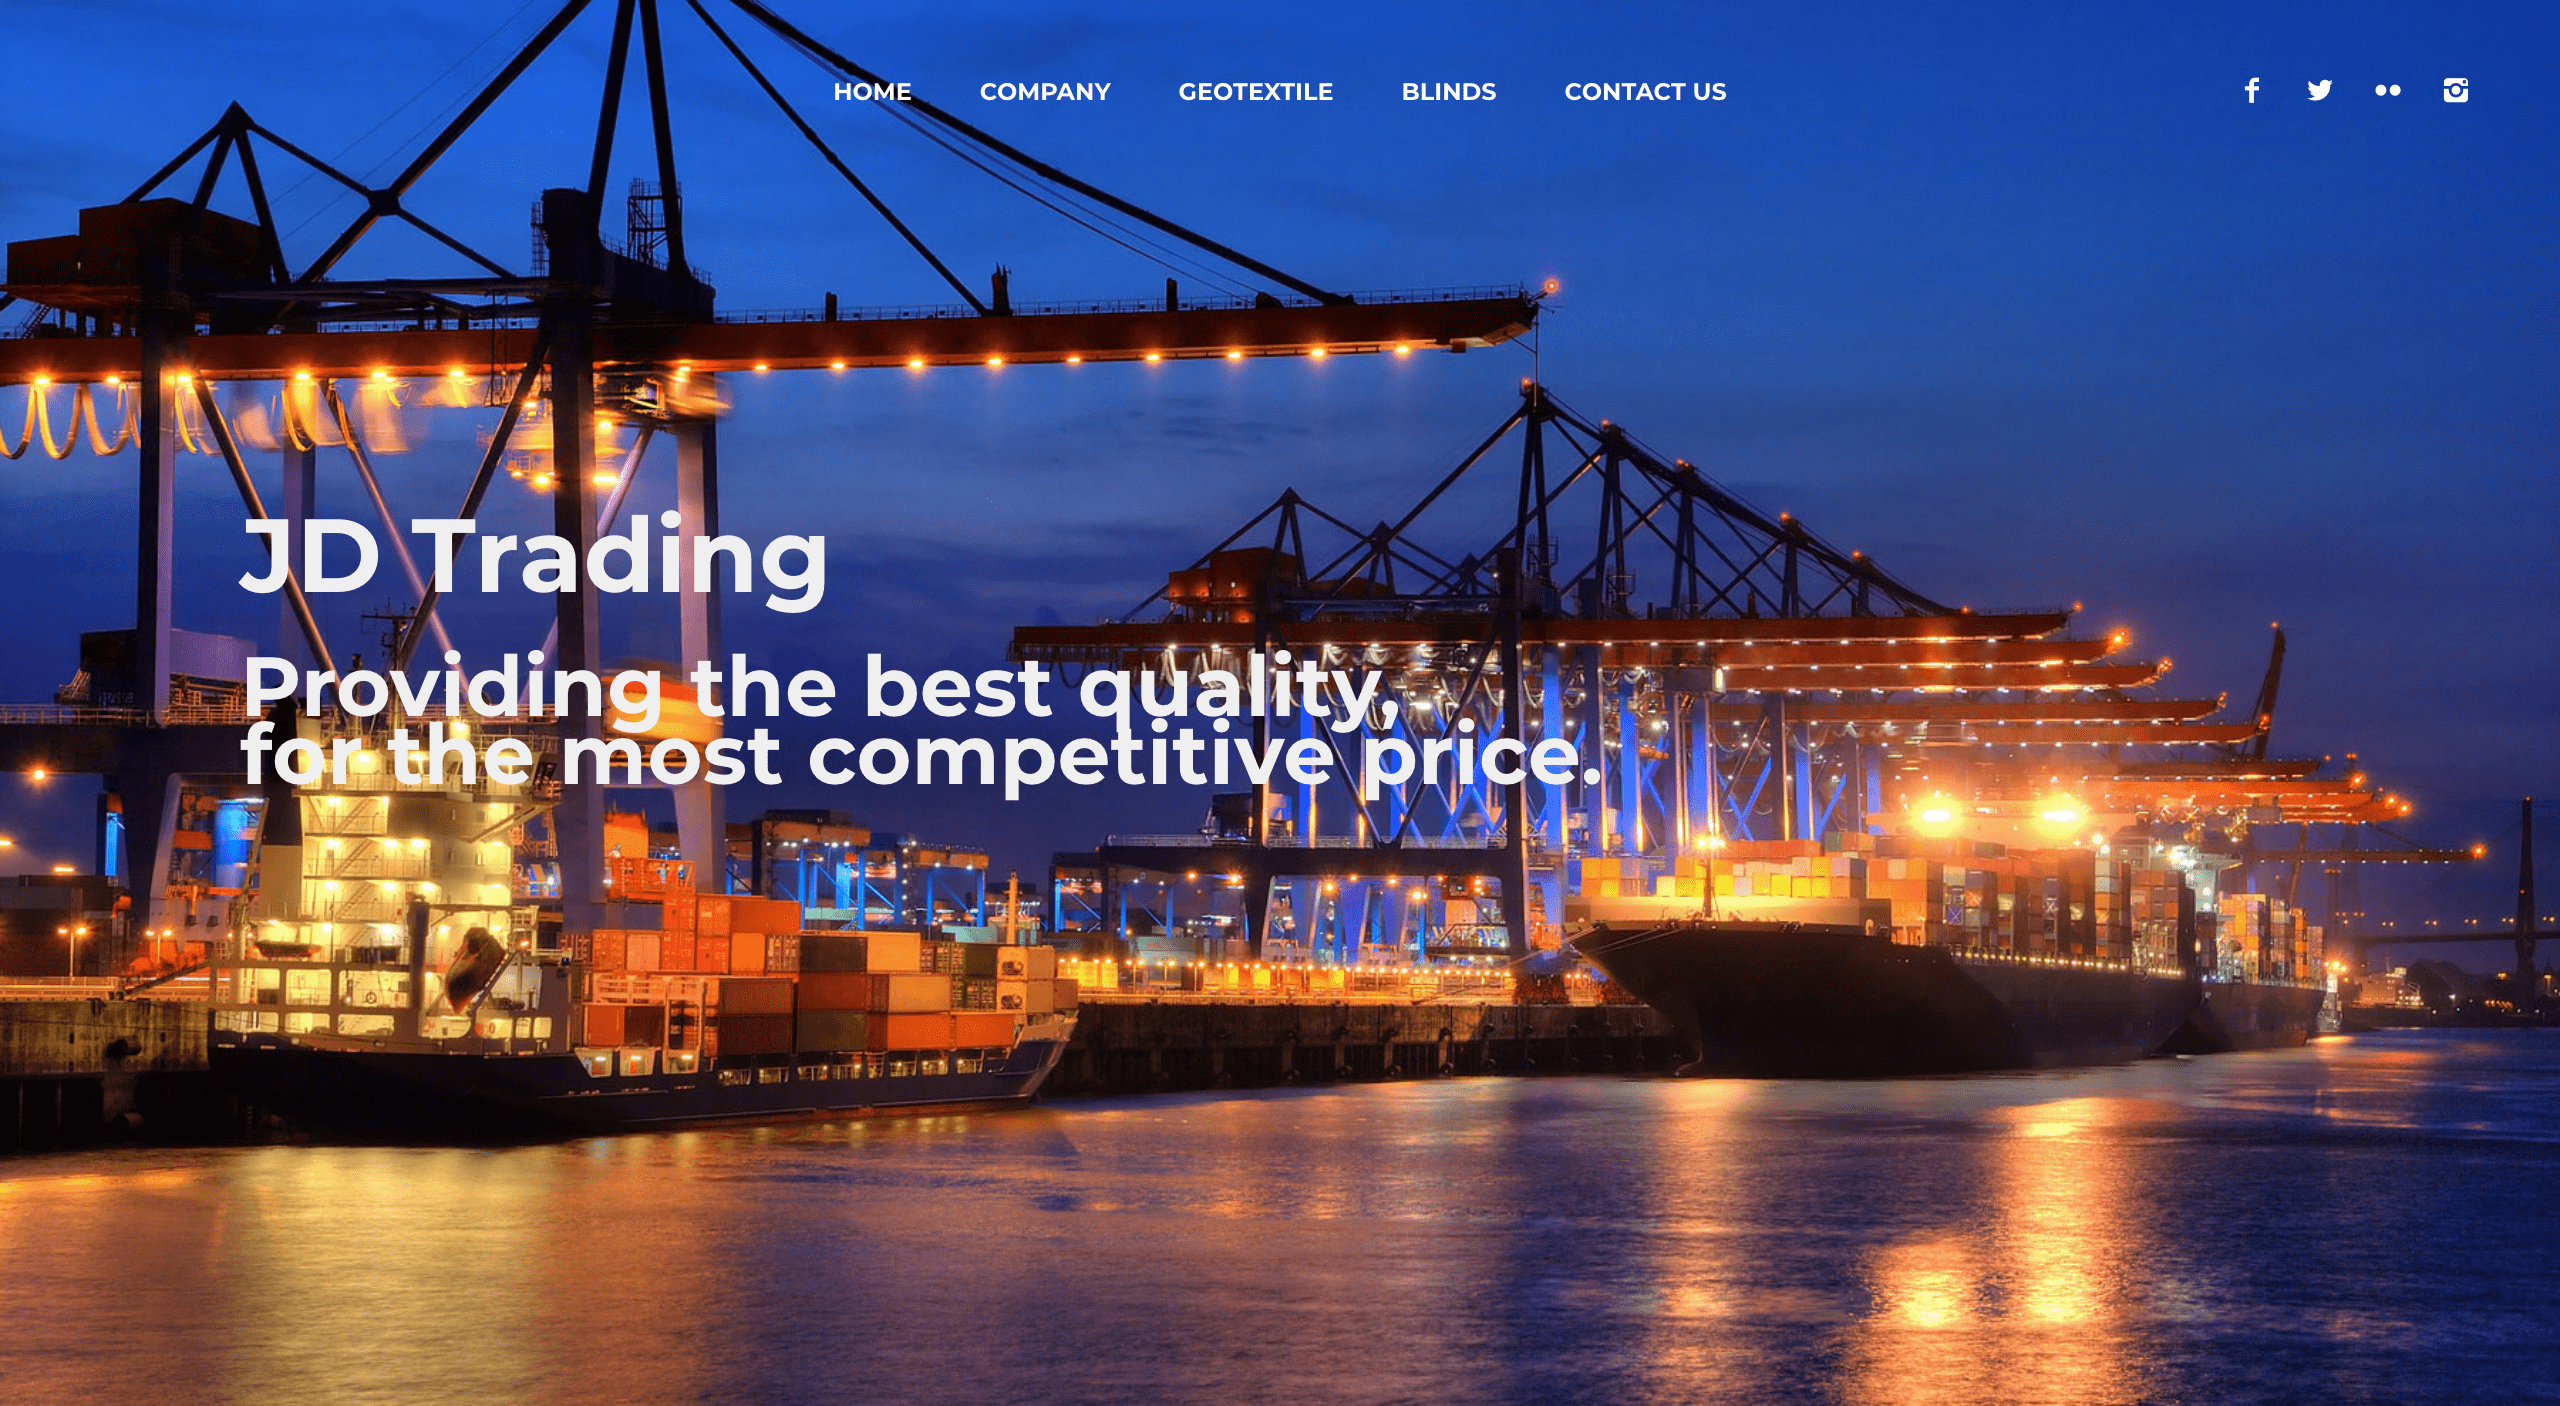 HOME COMPANY GEOTEXTILE BLINDS CONTACT US
JD Trading
Providing the best quality,
for the most competitive price.